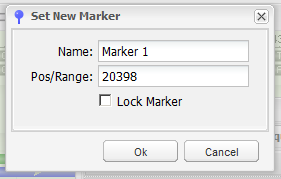 Set New Marker
Name: Marker 1
Pos/Range: 20398
Lock Marker
Ok Cancel